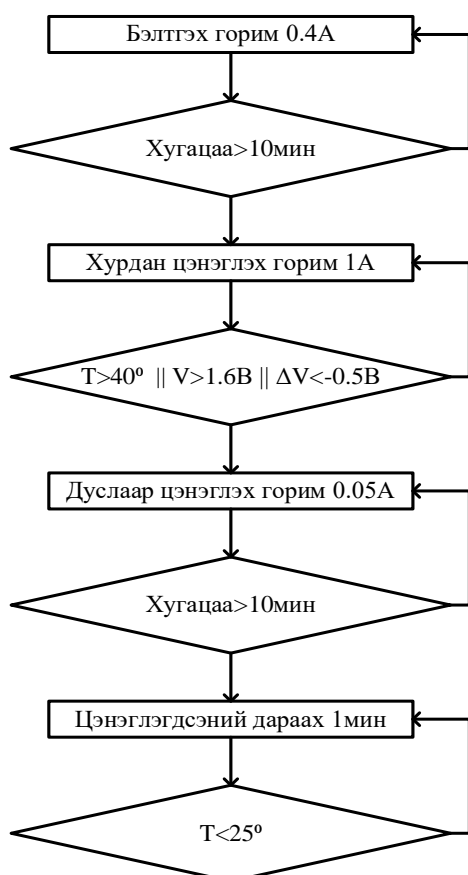 Бэлтгэх горим 0.4А
Хугацаа>10мин
Хурдан цэнэглэх горим 1А
T>40º || V>1.6В || ΔV<-0.5В
Дуслаар цэнэглэх горим 0.05А
Хугацаа>10мин
Цэнэглэгдсэний дараах 1мин
T<25º